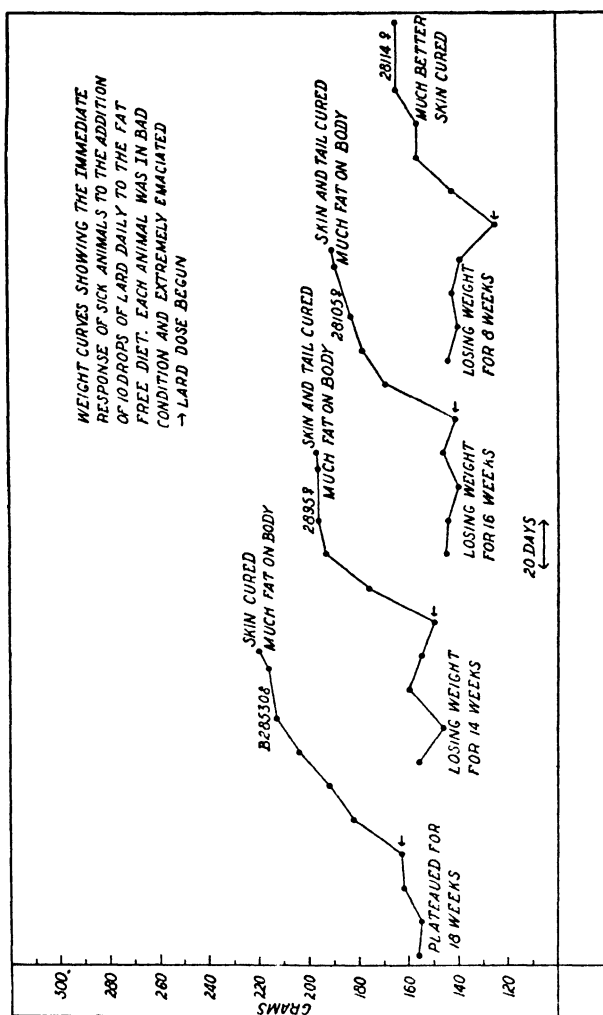 WEIGHT CURVES SHOWING THE IMMEDIATE
RESPONSE OF SICK ANIMALS TO THE ADDITION
OF 10 DROPS OF LARD DAILY TO THE FAT
FREE DIET. EACH ANIMAL WAS IN BAD
CONDITION AND EXTREMELY EMACIATED
→ LARD DOSE BEGUN
300
280
260
240
220
200
180
160
140
120
GRAMS
B28530♂
SKIN CURED
MUCH FAT ON BODY
PLATEAUED FOR
18 WEEKS
2835♀
SKIN AND TAIL CURED
MUCH FAT ON BODY
LOSING WEIGHT
FOR 14 WEEKS
28105♀
SKIN AND TAIL CURED
MUCH FAT ON BODY
LOSING WEIGHT
FOR 16 WEEKS
28114♀
MUCH BETTER
SKIN CURED
LOSING WEIGHT
FOR 8 WEEKS
20 DAYS